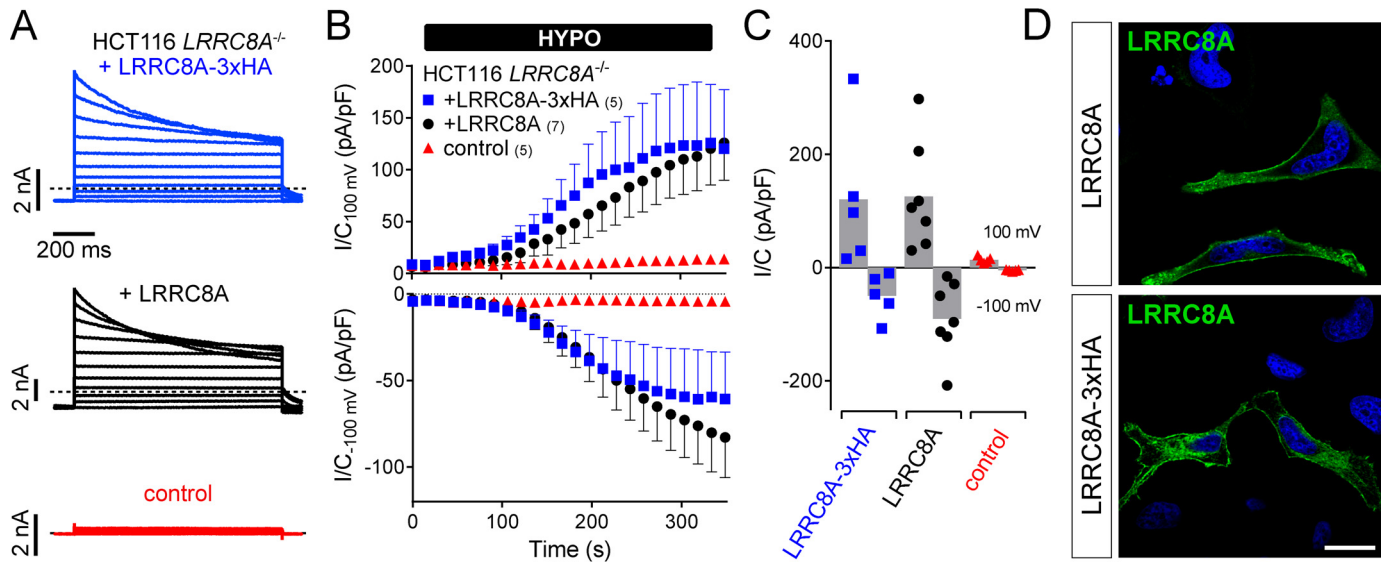 A
HCT116 LRRC8A-/-
+ LRRC8A-3xHA
2 nA
200 ms
+ LRRC8A
2 nA
control
2 nA
B
HYPO
HCT116 LRRC8A-/-
+LRRC8A-3xHA (5)
+LRRC8A (7)
control (5)
I/C100 mV (pA/pF)
200
150
100
50
0
I/C-100 mV (pA/pF)
0
-50
-100
0
100
200
300
Time (s)
C
I/C (pA/pF)
400
200
0
-200
100 mV
-100 mV
LRRC8A-3xHA
LRRC8A
control
D
LRRC8A
LRRC8A
LRRC8A-3xHA
LRRC8A